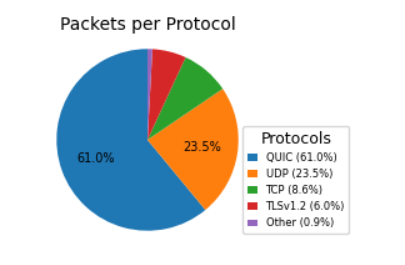 Packets per Protocol
61.0%
23.5%
Protocols
QUIC (61.0%)
UDP (23.5%)
TCP (8.6%)
TLSv1.2 (6.0%)
Other (0.9%)